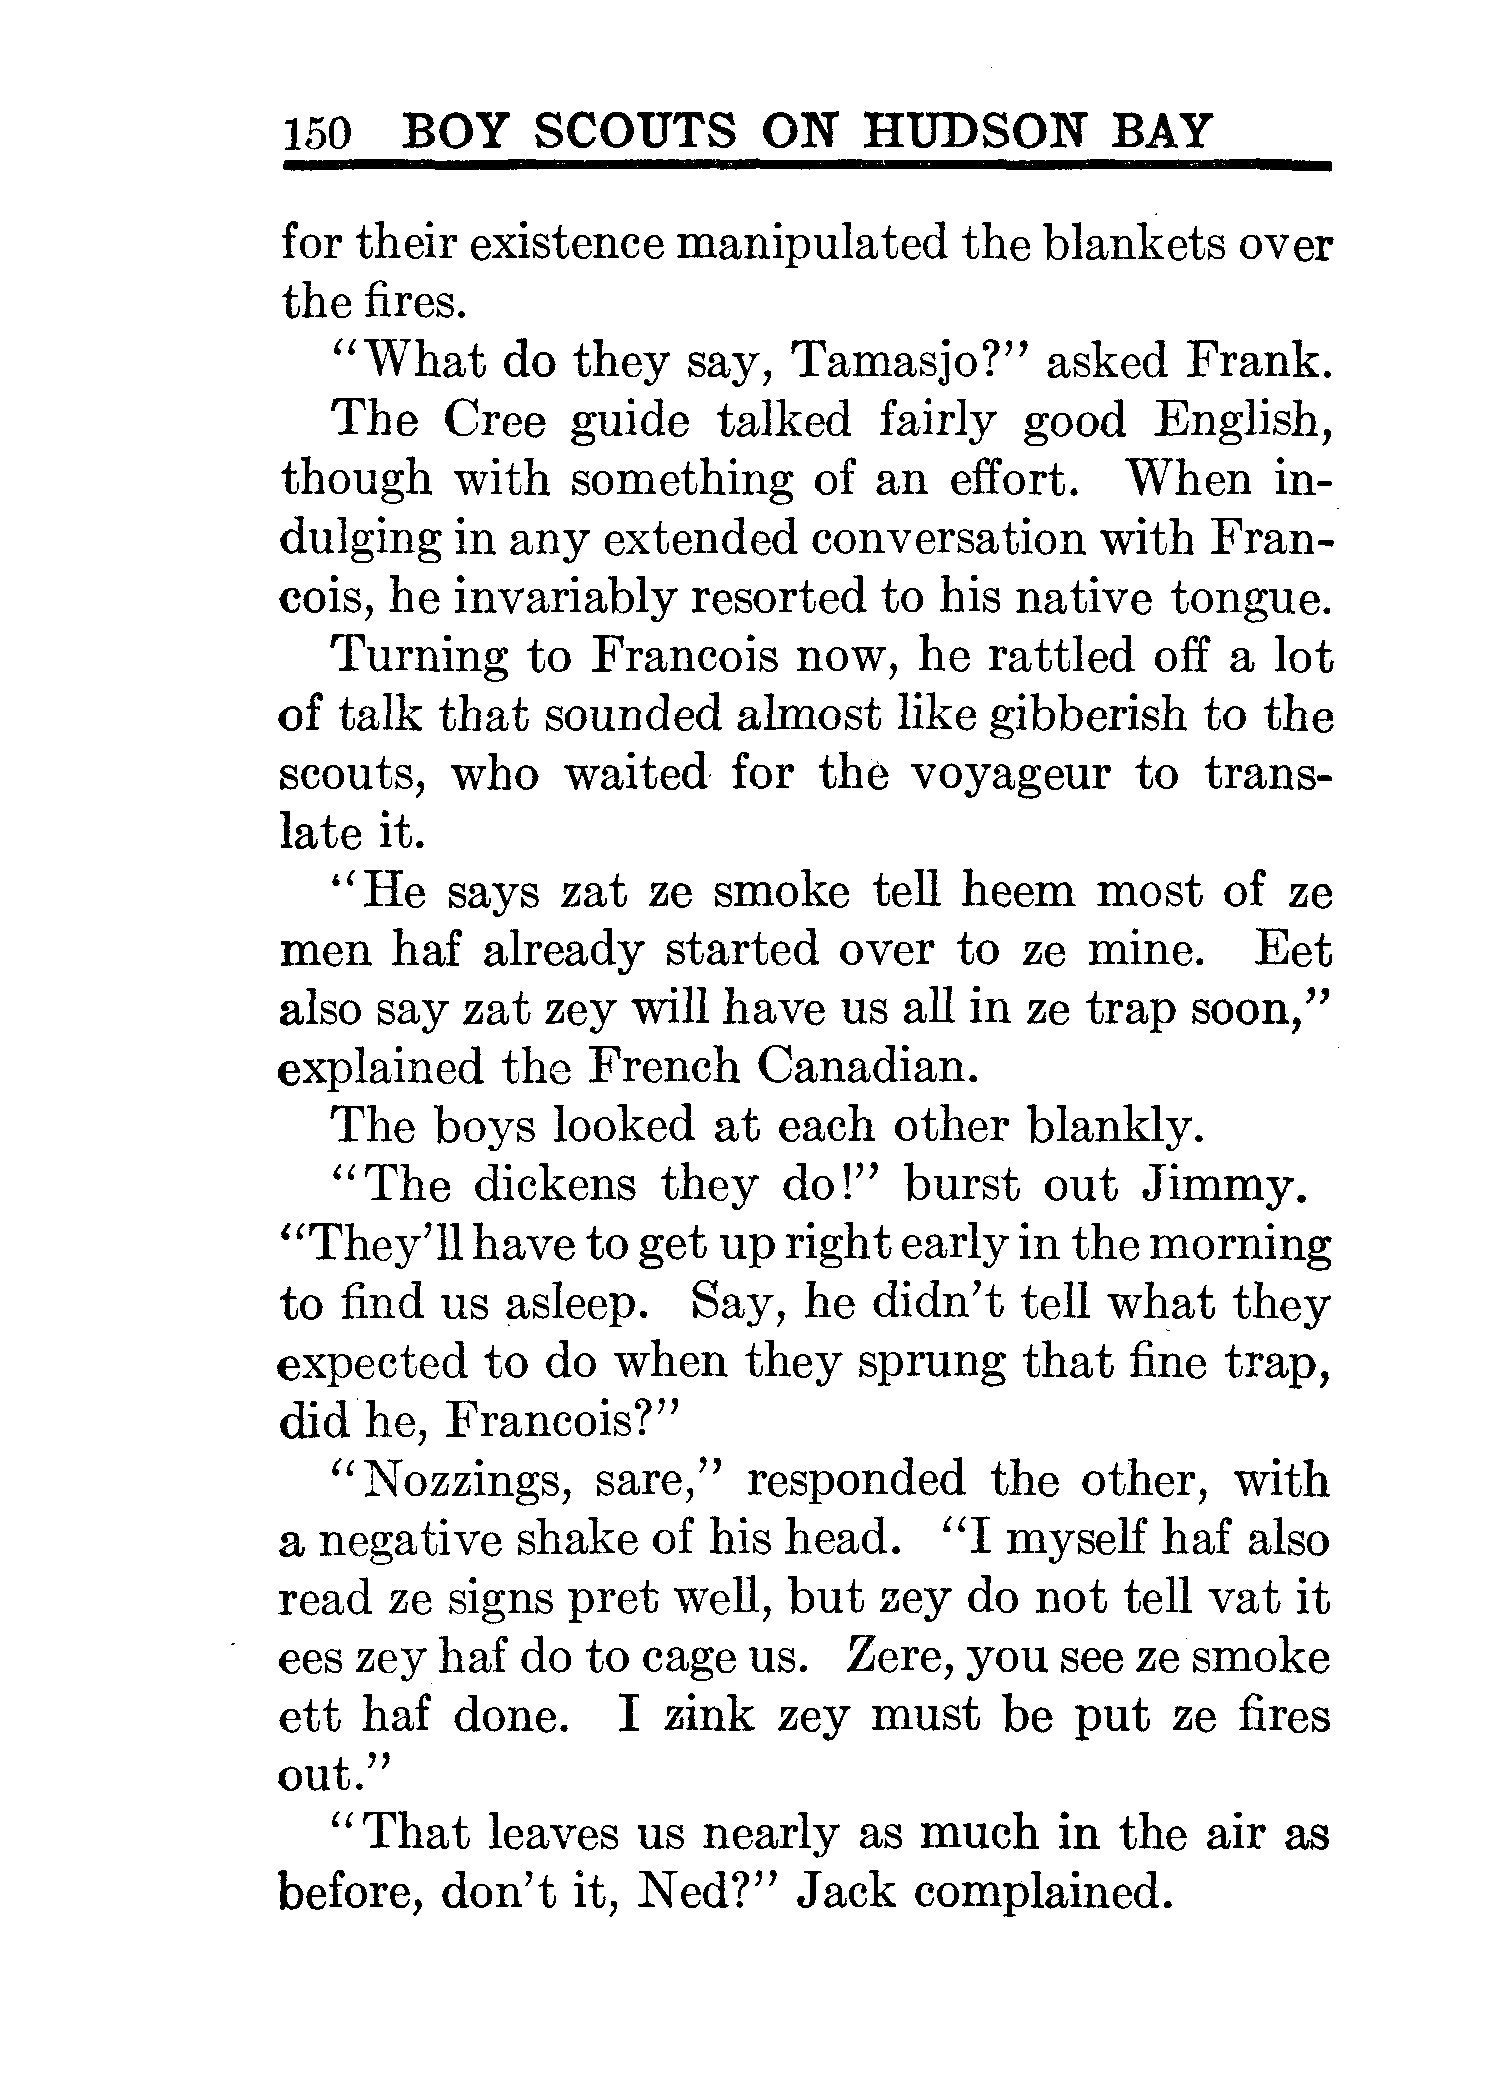 150 BOY SCOUTS ON HUDSON BAY
for their existence manipulated the blankets over
the fires.
"What do they say, Tamasjo?" asked Frank.
The Cree guide talked fairly good English,
though with something of an effort. When in-
dulging in any extended conversation with Fran-
cois, he invariably resorted to his native tongue.
Turning to Francois now, he rattled off a lot
of talk that sounded almost like gibberish to the
scouts, who waited for the voyageur to trans-
late it.
"He says zat ze smoke tell heem most of ze
men haf already started over to ze mine. Eet
also say zat zey will have us all in ze trap soon,"
explained the French Canadian.
The boys looked at each other blankly.
"The dickens they do!" burst out Jimmy.
"They'll have to get up right early in the morning
to find us asleep. Say, he didn't tell what they
expected to do when they sprung that fine trap,
did he, Francois?"
"Nozzings, sare," responded the other, with
a negative shake of his head. "I myself haf also
read ze signs pret well, but zey do not tell vat it
ees zey haf do to cage us. Zere, you see ze smoke
ett haf done. I zink zey must be put ze fires
out."
"That leaves us nearly as much in the air as
before, don't it, Ned?" Jack complained.